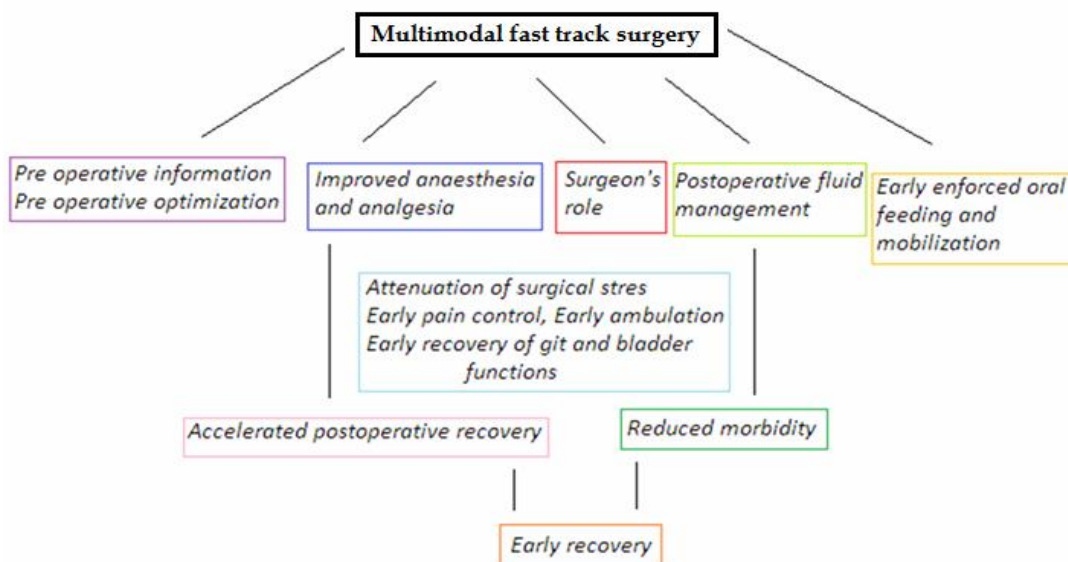 Multimodal fast track surgery
Pre operative information
Pre operative optimization
Improved anaesthesia
and analgesia
Surgeon's
role
Postoperative fluid
management
Early enforced oral
feeding and
mobilization
Attenuation of surgical stres
Early pain control, Early ambulation
Early recovery of git and bladder
functions
Accelerated postoperative recovery
Reduced morbidity
Early recovery